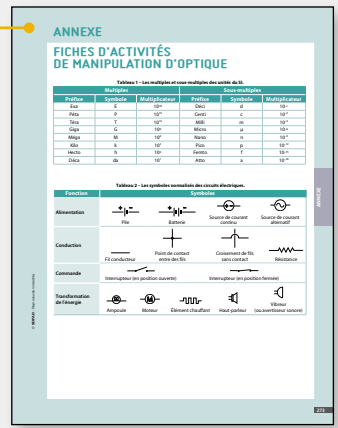 ANNEXE
FICHES D'ACTIVITÉS
DE MANIPULATION D'OPTIQUE
Tableau 1 – Les multiples et sous-multiples des unités du SI.
Multiples Sous-multiples
Préfixe Symbole Multiplicateur Préfixe Symbole Multiplicateur
Exa E Déci d
Péta P Centi c
Téra T Milli m
Giga G Micro μ
Méga M Nano n
Kilo k Pico p
Hecto h Femto f
Déca da Atto a
Tableau 2 – Les symboles normalisés des circuits électriques.
Fonction Symboles
Alimentation
Pile Batterie Source de courant continu Source de courant alternatif
Conduction
Fil conducteur Point de contact entre des fils Croisement de fils sans contact Résistance
Commande
Interrupteur (en position ouverte) Interrupteur (en position fermée)
Transformation de l'énergie
Ampoule Moteur Élément chauffant Haut-parleur Vibreur (ou avertisseur sonore)
ANNEXE
273